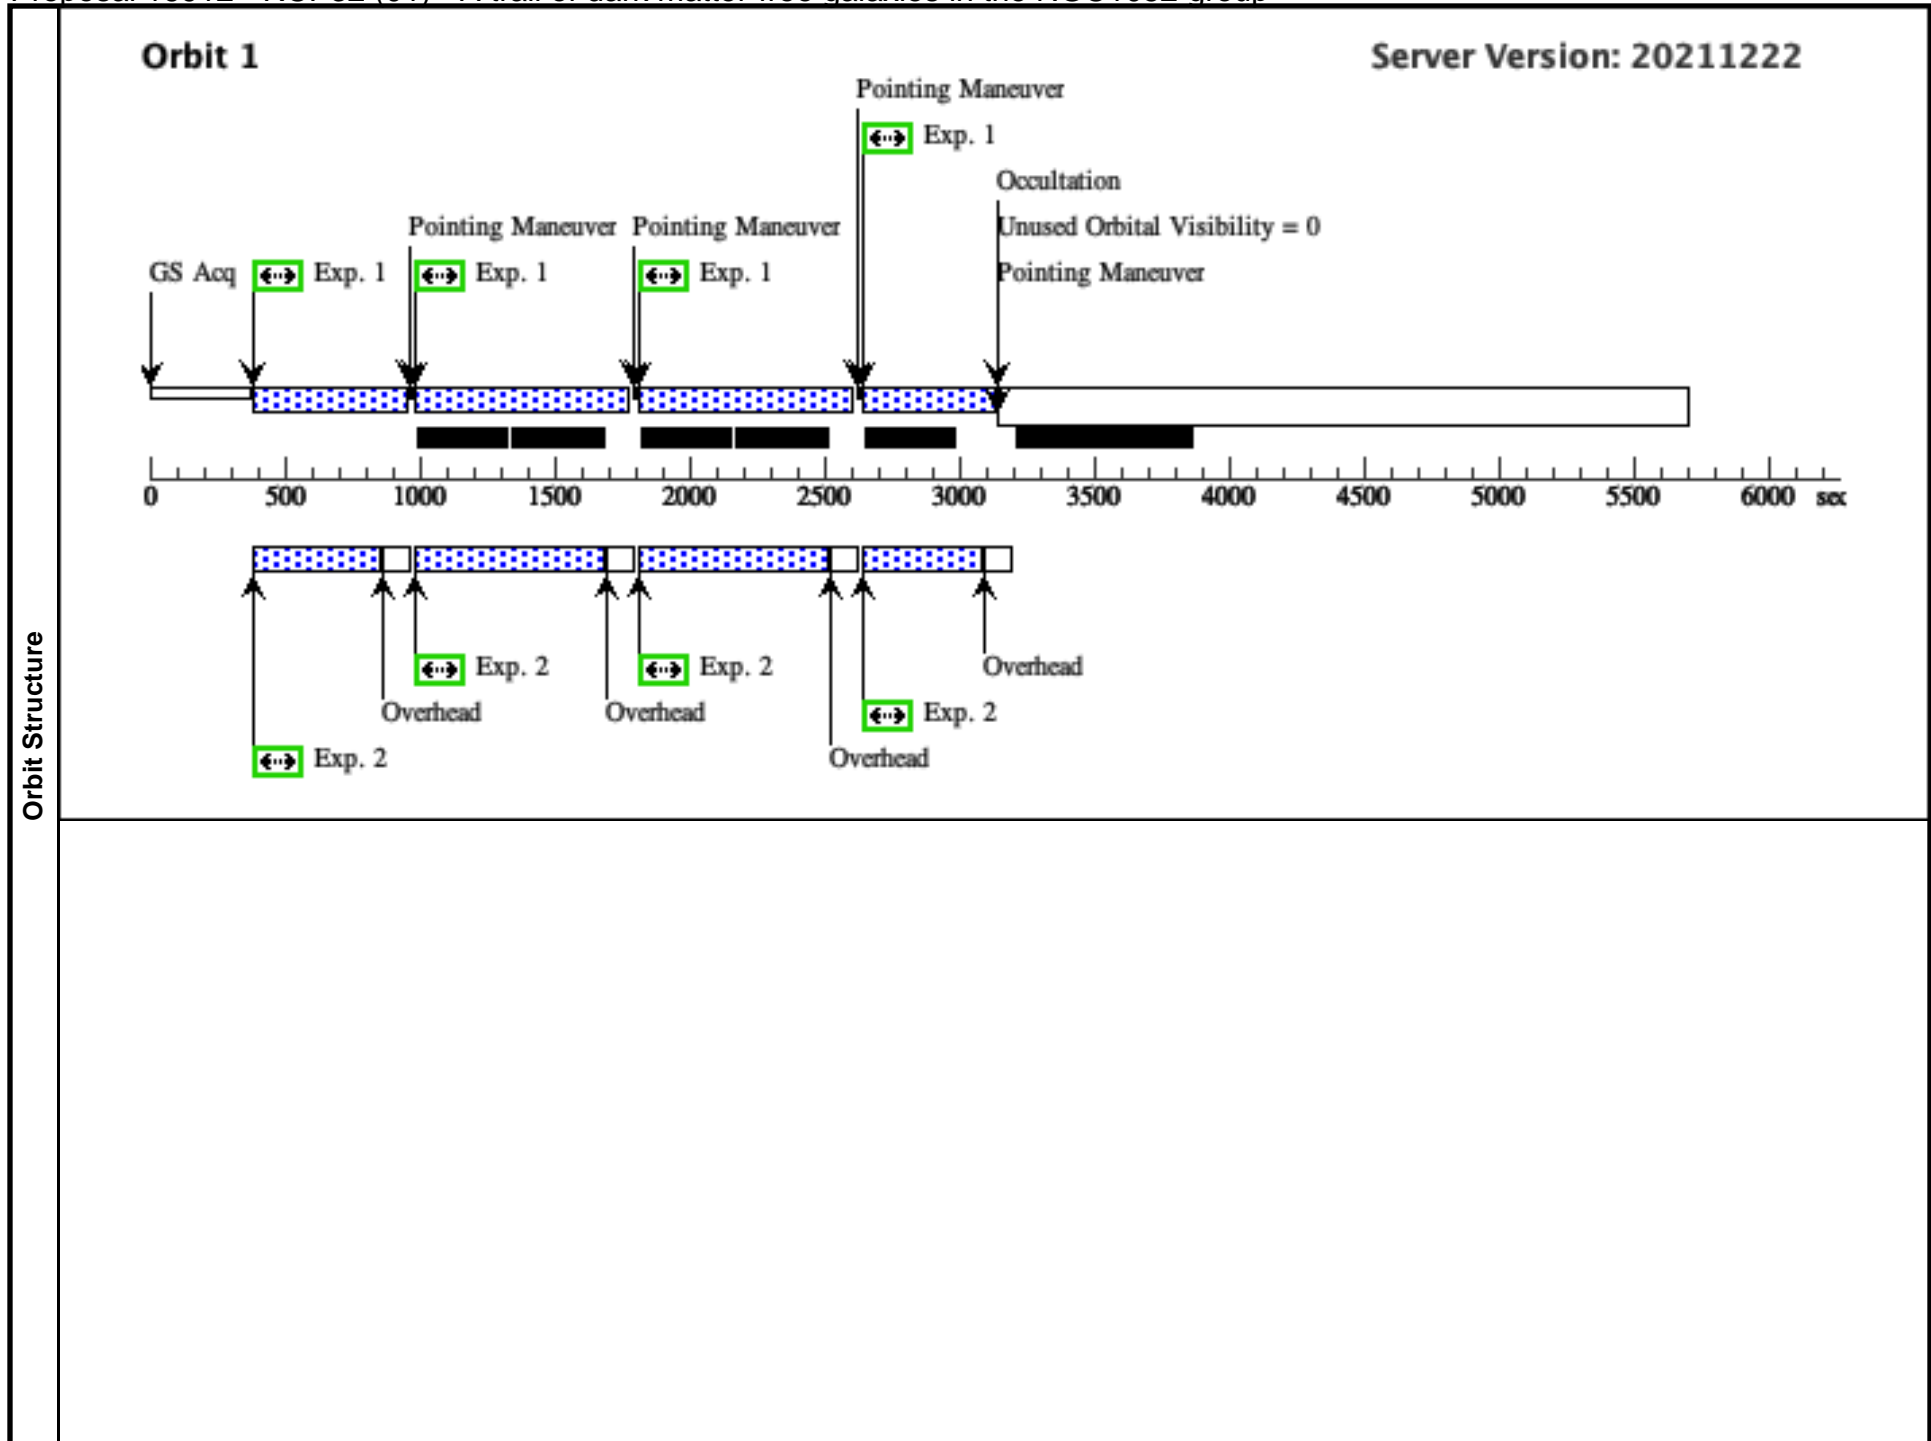 Orbit 1
Server Version: 20211222
Pointing Maneuver
Exp. 1
Occultation
Pointing Maneuver Pointing Maneuver Unused Orbital Visibility = 0
GS Acq Exp. 1 Exp. 1 Exp. 1 Pointing Maneuver
0 500 1000 1500 2000 2500 3000 3500 4000 4500 5000 5500 6000 sec
Exp. 2 Exp. 2 Overhead
Overhead Overhead Exp. 2
Exp. 2 Overhead
Orbit Structure